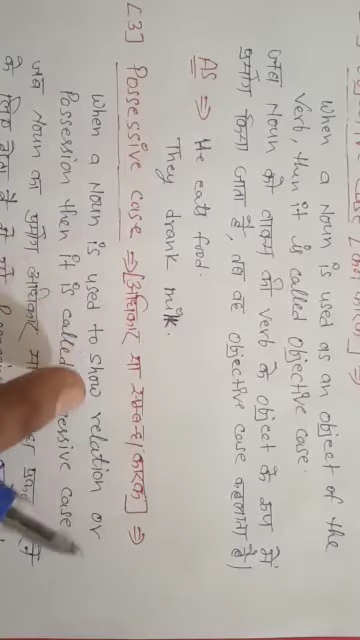 When a Noun is used as an object of the
verb, then it is called objective case.
जब Noun को वाक्य की verb के object के रूप में
प्रयोग किया जाता है, तब वह objective case कहलाता है।
As ⇒ He eats food.
They drank milk.
[3] Possessive case ⇒ [अधिकार या सम्बन्ध कारक] ⇒
When a Noun is used to show relation or
Possession then it is called ressive case
जब Noun का प्रयोग अधिकार
के लिए होता है